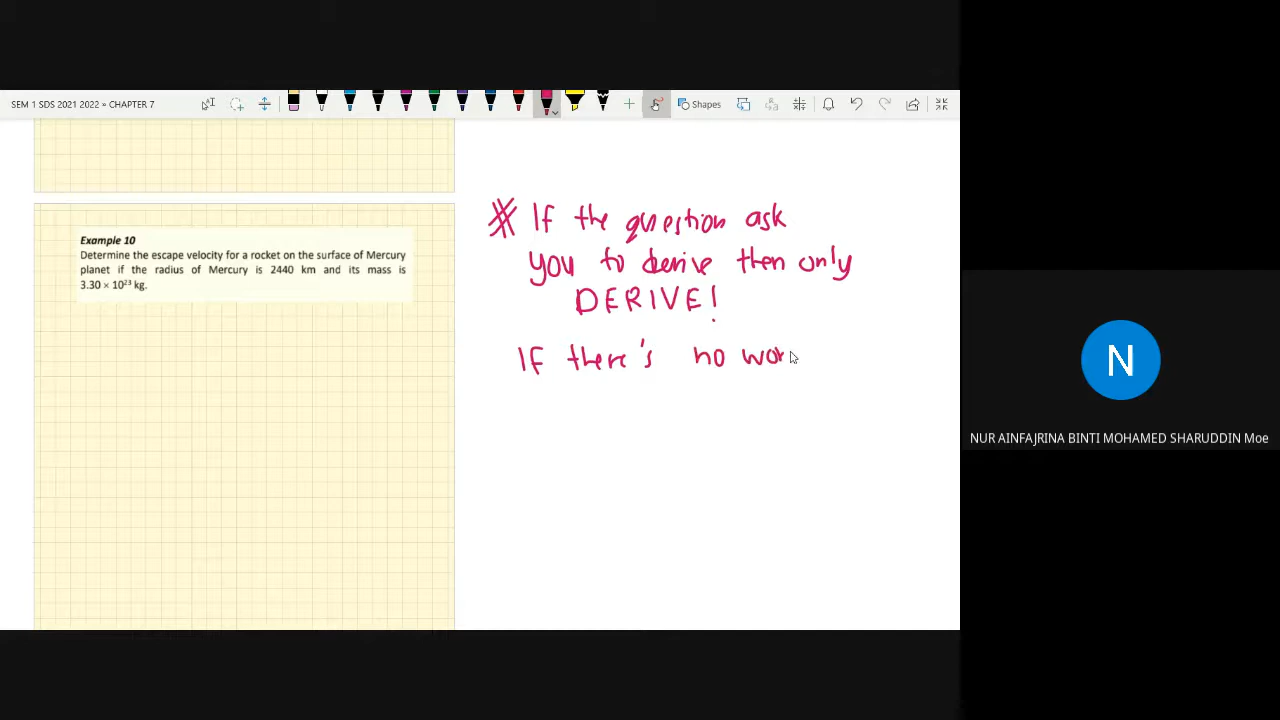 SEM 1 SDS 2021 2022 » CHAPTER 7
Shapes
Example 10
Determine the escape velocity for a rocket on the surface of Mercury
planet if the radius of Mercury is 2440 km and its mass is
3.30 × 10²³ kg.
* If the question ask
you to derive then only
DERIVE!
If there's no wor
N
NUR AINFAJRINA BINTI MOHAMED SHARUDDIN Moe